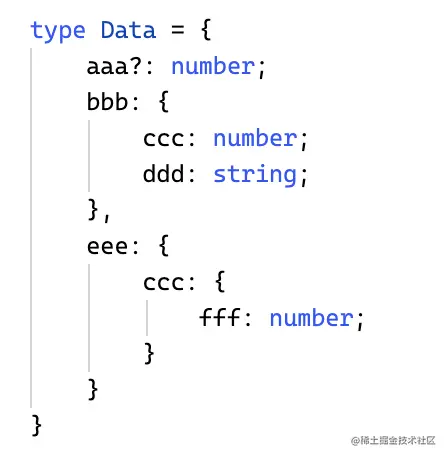 type Data = {
    aaa?: number;
    bbb: {
        ccc: number;
        ddd: string;
    },
    eee: {
        ccc: {
            fff: number;
        }
    }
}
@稀土掘金技术社区